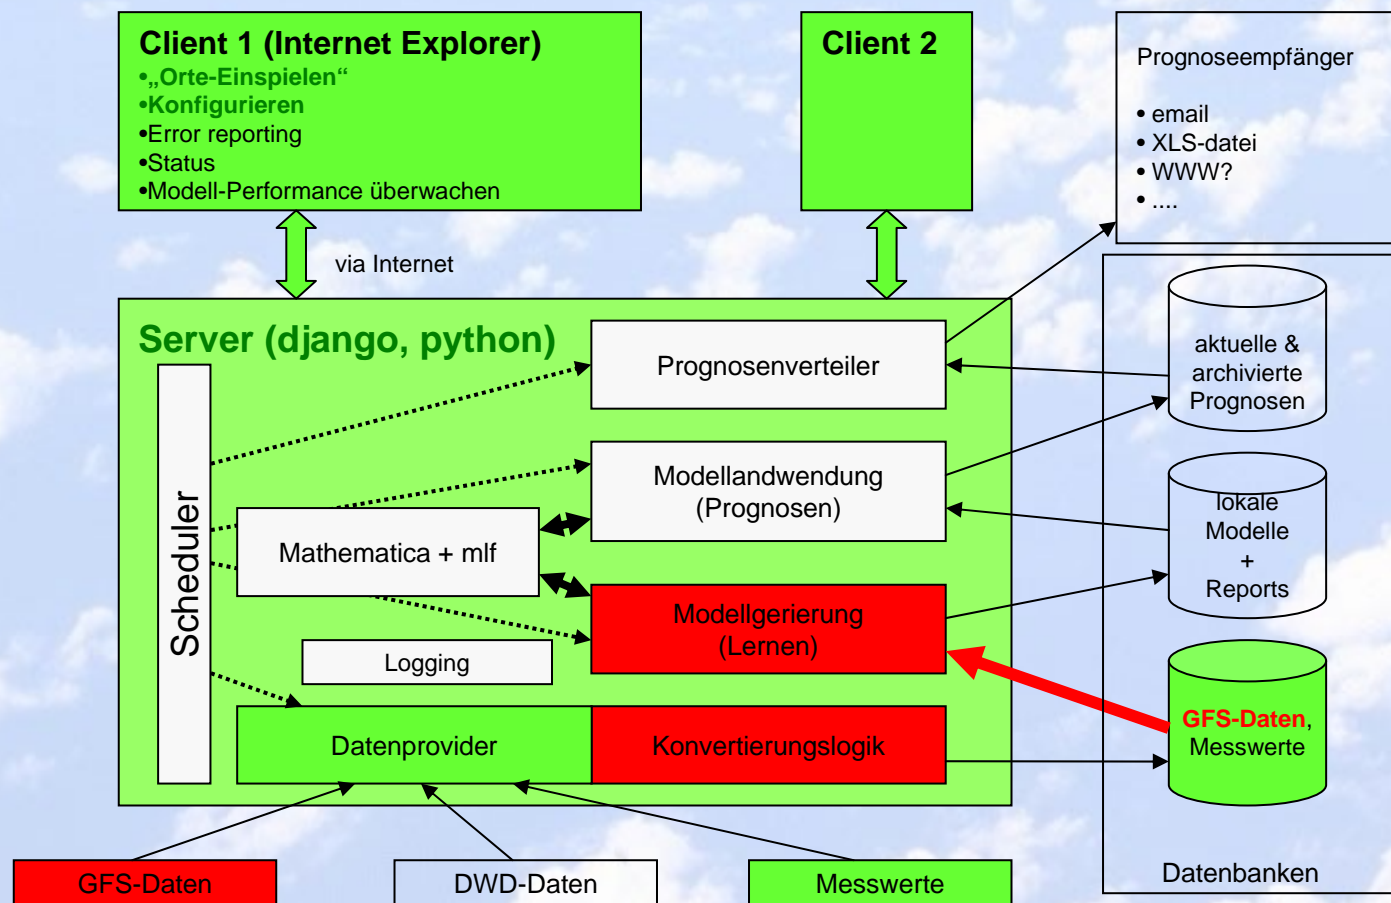 Client 1 (Internet Explorer)
•„Orte-Einspielen“
•Konfigurieren
•Error reporting
•Status
•Modell-Performance überwachen
Client 2
Prognoseempfänger
• email
• XLS-datei
• WWW?
• ....
via Internet
Server (django, python)
Scheduler
Prognosenverteiler
Modellandwendung
(Prognosen)
Mathematica + mlf
Modellgerierung
(Lernen)
Logging
Datenprovider
Konvertierungslogik
aktuelle &
archivierte
Prognosen
lokale
Modelle
+
Reports
GFS-Daten,
Messwerte
Datenbanken
GFS-Daten
DWD-Daten
Messwerte